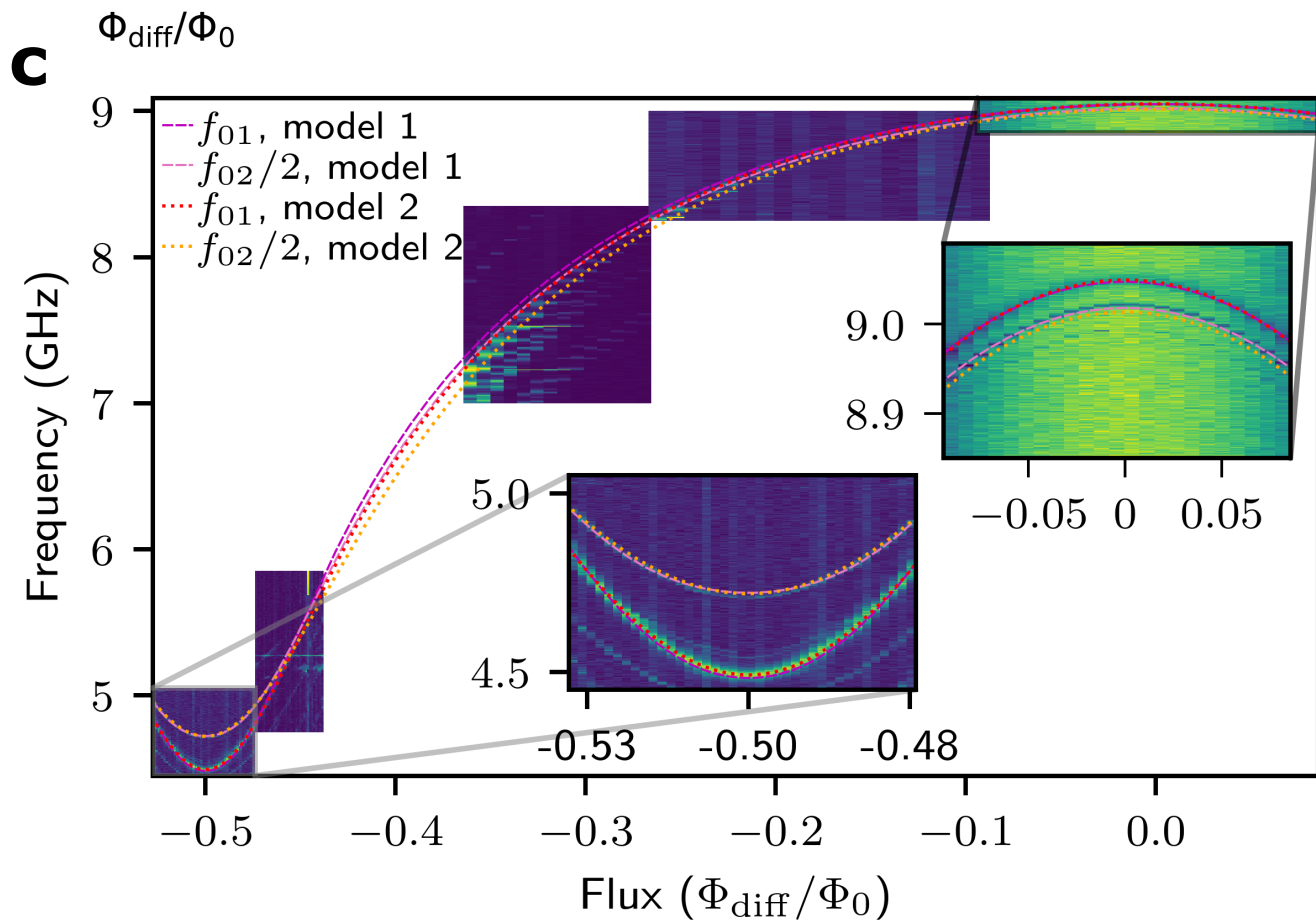 Φdiff/Φ0
c
9
8
7
6
5
Frequency (GHz)
f01, model 1
f02/2, model 1
f01, model 2
f02/2, model 2
9.0
8.9
−0.05 0 0.05
5.0
4.5
-0.53 -0.50 -0.48
−0.5 −0.4 −0.3 −0.2 −0.1 0.0
Flux (Φdiff/Φ0)